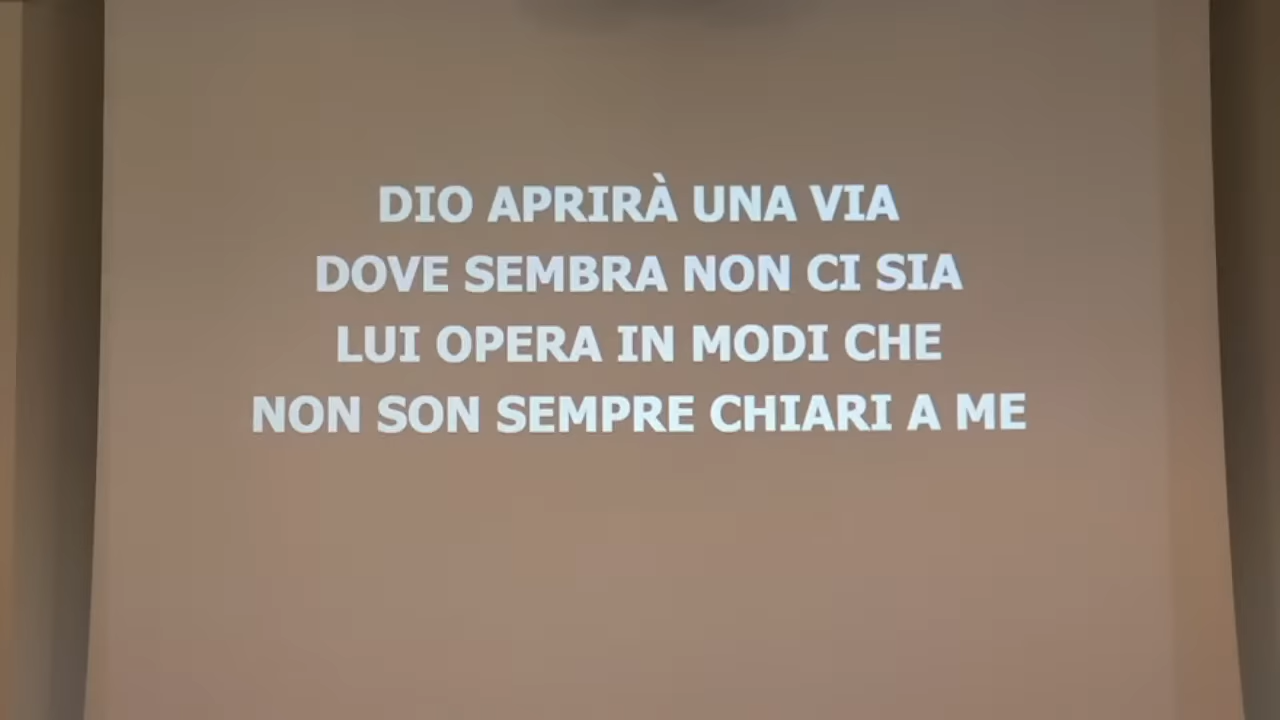 DIO APRIRÀ UNA VIA
DOVE SEMBRA NON CI SIA
LUI OPERA IN MODI CHE
NON SON SEMPRE CHIARI A ME